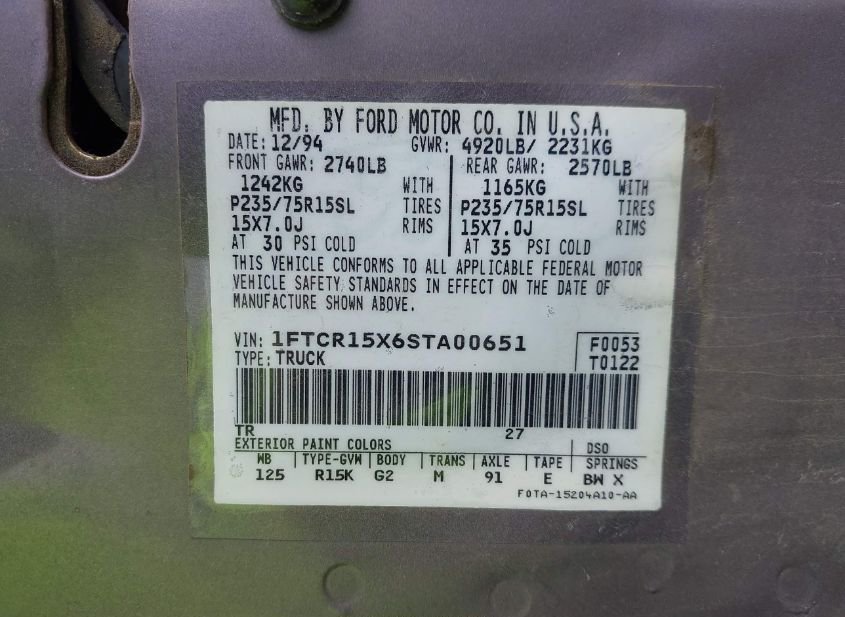 MFD. BY FORD MOTOR CO. IN U.S.A.
DATE: 12/94 GVWR: 4920LB/ 2231KG
FRONT GAWR: 2740LB REAR GAWR: 2570LB
1242KG WITH 1165KG WITH
P235/75R15SL TIRES P235/75R15SL TIRES
15X7.0J RIMS 15X7.0J RIMS
AT 30 PSI COLD AT 35 PSI COLD
THIS VEHICLE CONFORMS TO ALL APPLICABLE FEDERAL MOTOR
VEHICLE SAFETY STANDARDS IN EFFECT ON THE DATE OF
MANUFACTURE SHOWN ABOVE.
VIN: 1FTCR15X6STA00651 F0053
TYPE: TRUCK T0122
TR 27
EXTERIOR PAINT COLORS DSO
WB TYPE-GVW BODY TRANS AXLE TAPE SPRINGS
125 R15K G2 M 91 E BW X
F0TA-15204A10-AA